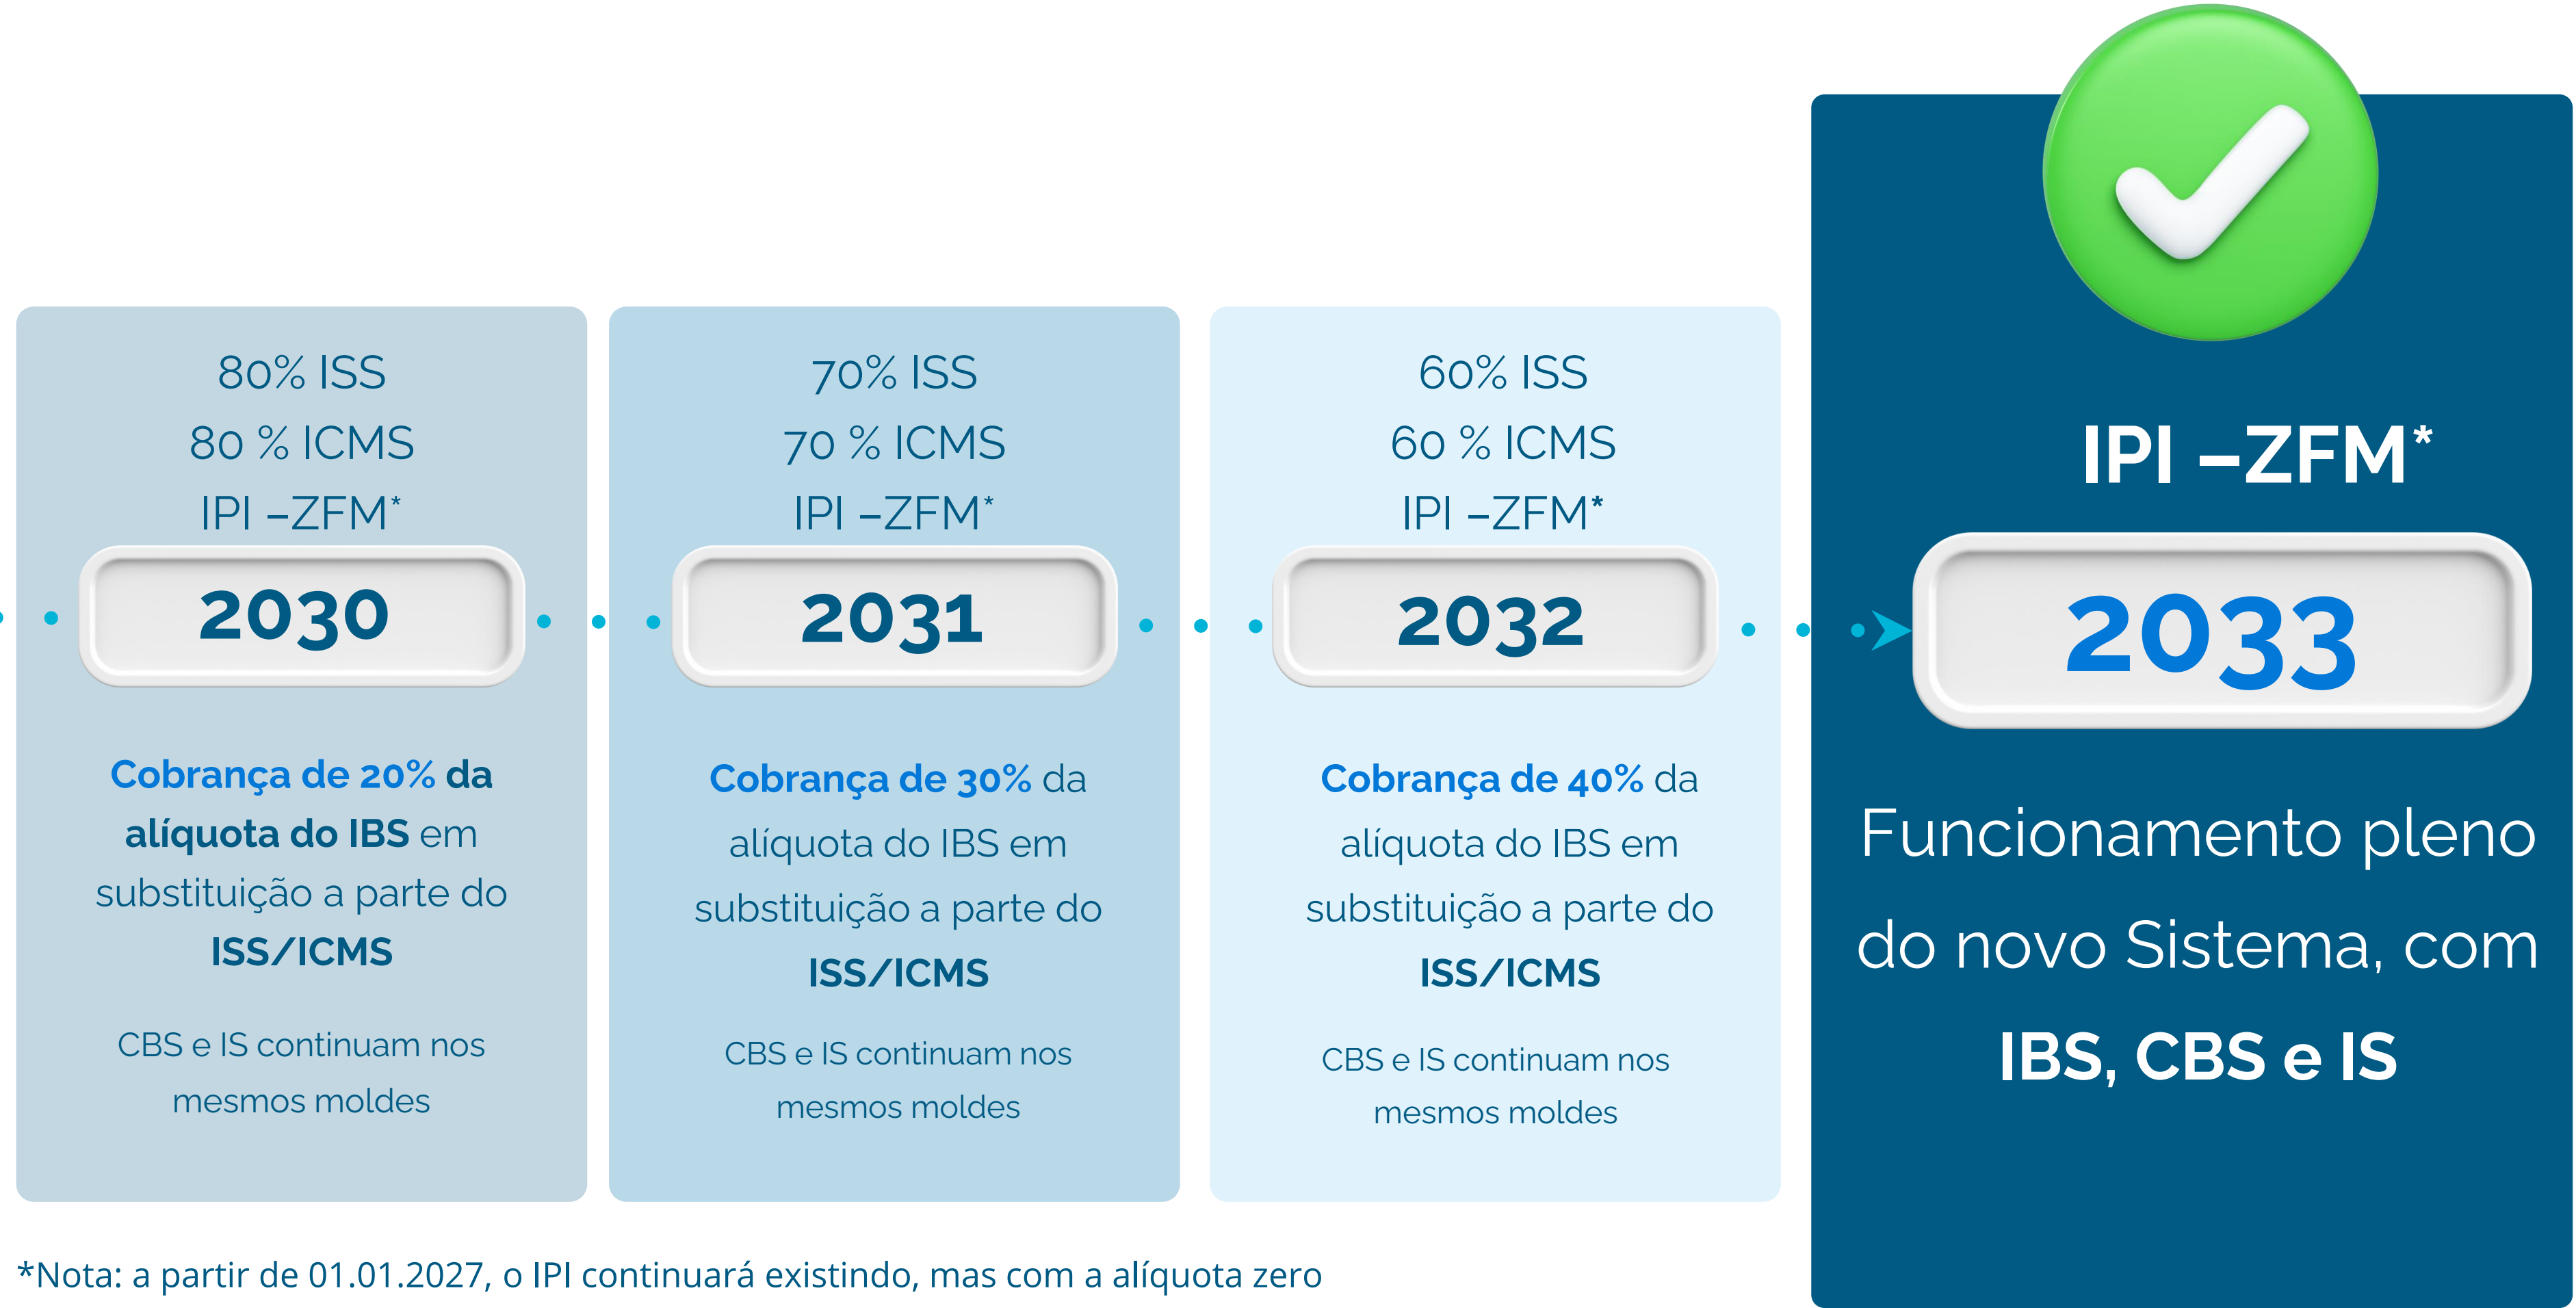 80% ISS
80 % ICMS
IPI –ZFM*
2030
Cobrança de 20% da
alíquota do IBS em
substituição a parte do
ISS/ICMS
CBS e IS continuam nos
mesmos moldes
70% ISS
70 % ICMS
IPI –ZFM*
2031
Cobrança de 30% da
alíquota do IBS em
substituição a parte do
ISS/ICMS
CBS e IS continuam nos
mesmos moldes
60% ISS
60 % ICMS
IPI –ZFM*
2032
Cobrança de 40% da
alíquota do IBS em
substituição a parte do
ISS/ICMS
CBS e IS continuam nos
mesmos moldes
IPI –ZFM*
2033
Funcionamento pleno
do novo Sistema, com
IBS, CBS e IS
*Nota: a partir de 01.01.2027, o IPI continuará existindo, mas com a alíquota zero